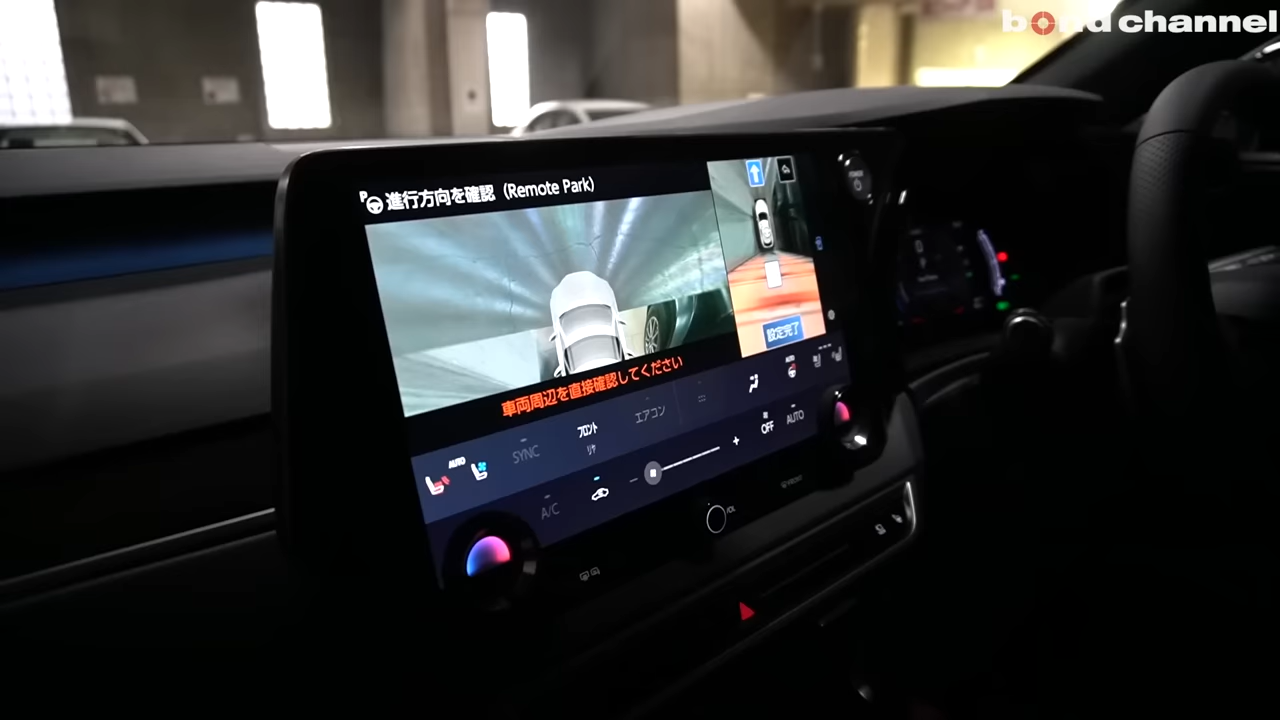 bond channel
P 進行方向を確認（Remote Park）
設定完了
車両周辺を直接確認してください
AUTO
SYNC
フロント
リヤ
エアコン
AUTO
A/C
− +
OFF
AUTO
VOL
FRONT